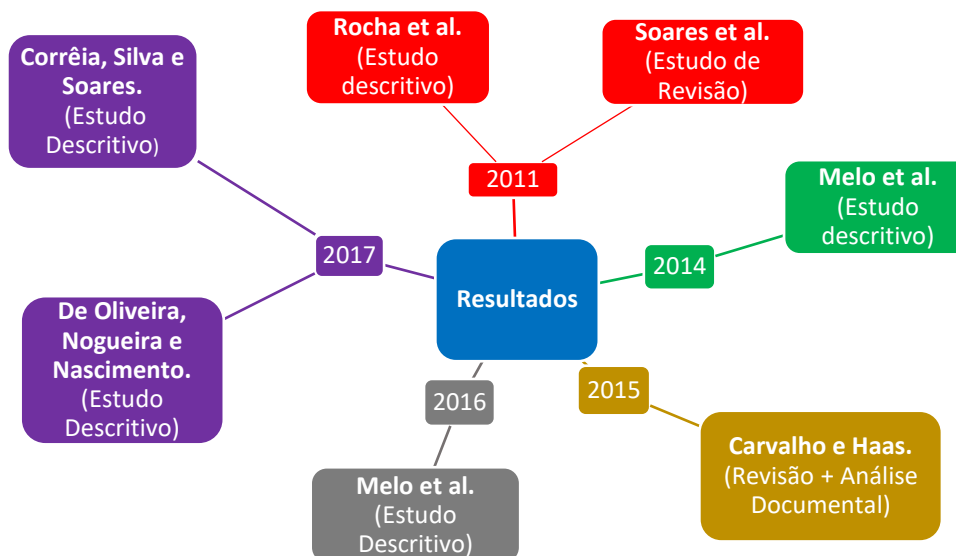 Rocha et al.
(Estudo
descritivo)
Soares et al.
(Estudo de
Revisão)
Corrêia, Silva e
Soares.
(Estudo
Descritivo)
2011
Melo et al.
(Estudo
descritivo)
2017
2014
Resultados
De Oliveira,
Nogueira e
Nascimento.
(Estudo
Descritivo)
2016
2015
Carvalho e Haas.
(Revisão + Análise
Documental)
Melo et al.
(Estudo
Descritivo)